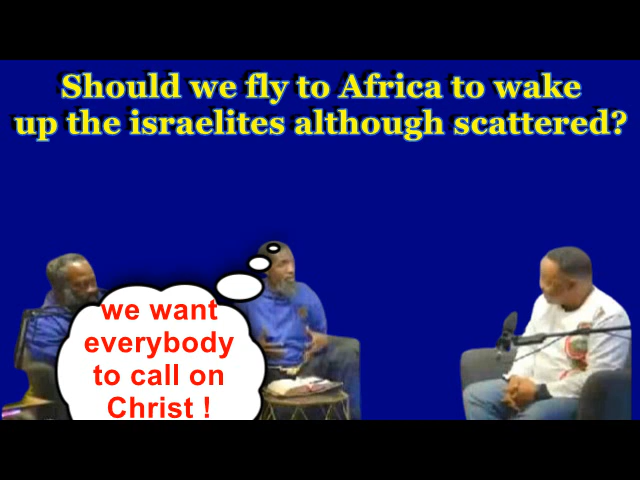 Should we fly to Africa to wake
up the israelites although scattered?
we want
everybody
to call on
Christ !